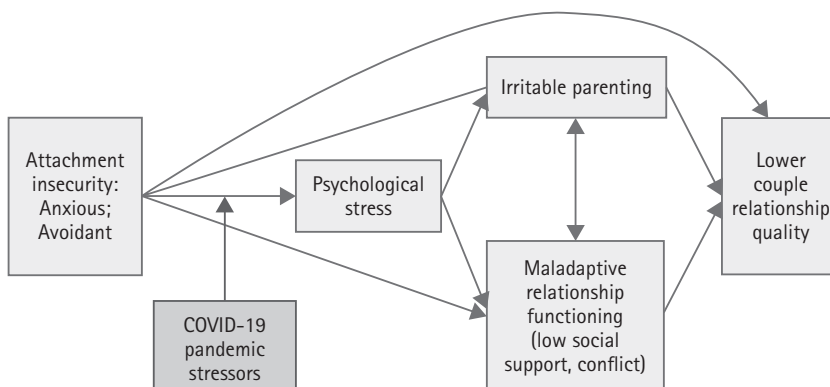 Attachment
insecurity:
Anxious;
Avoidant
COVID-19
pandemic
stressors
Psychological
stress
Irritable parenting
Maladaptive
relationship
functioning
(low social
support, conflict)
Lower
couple
relationship
quality